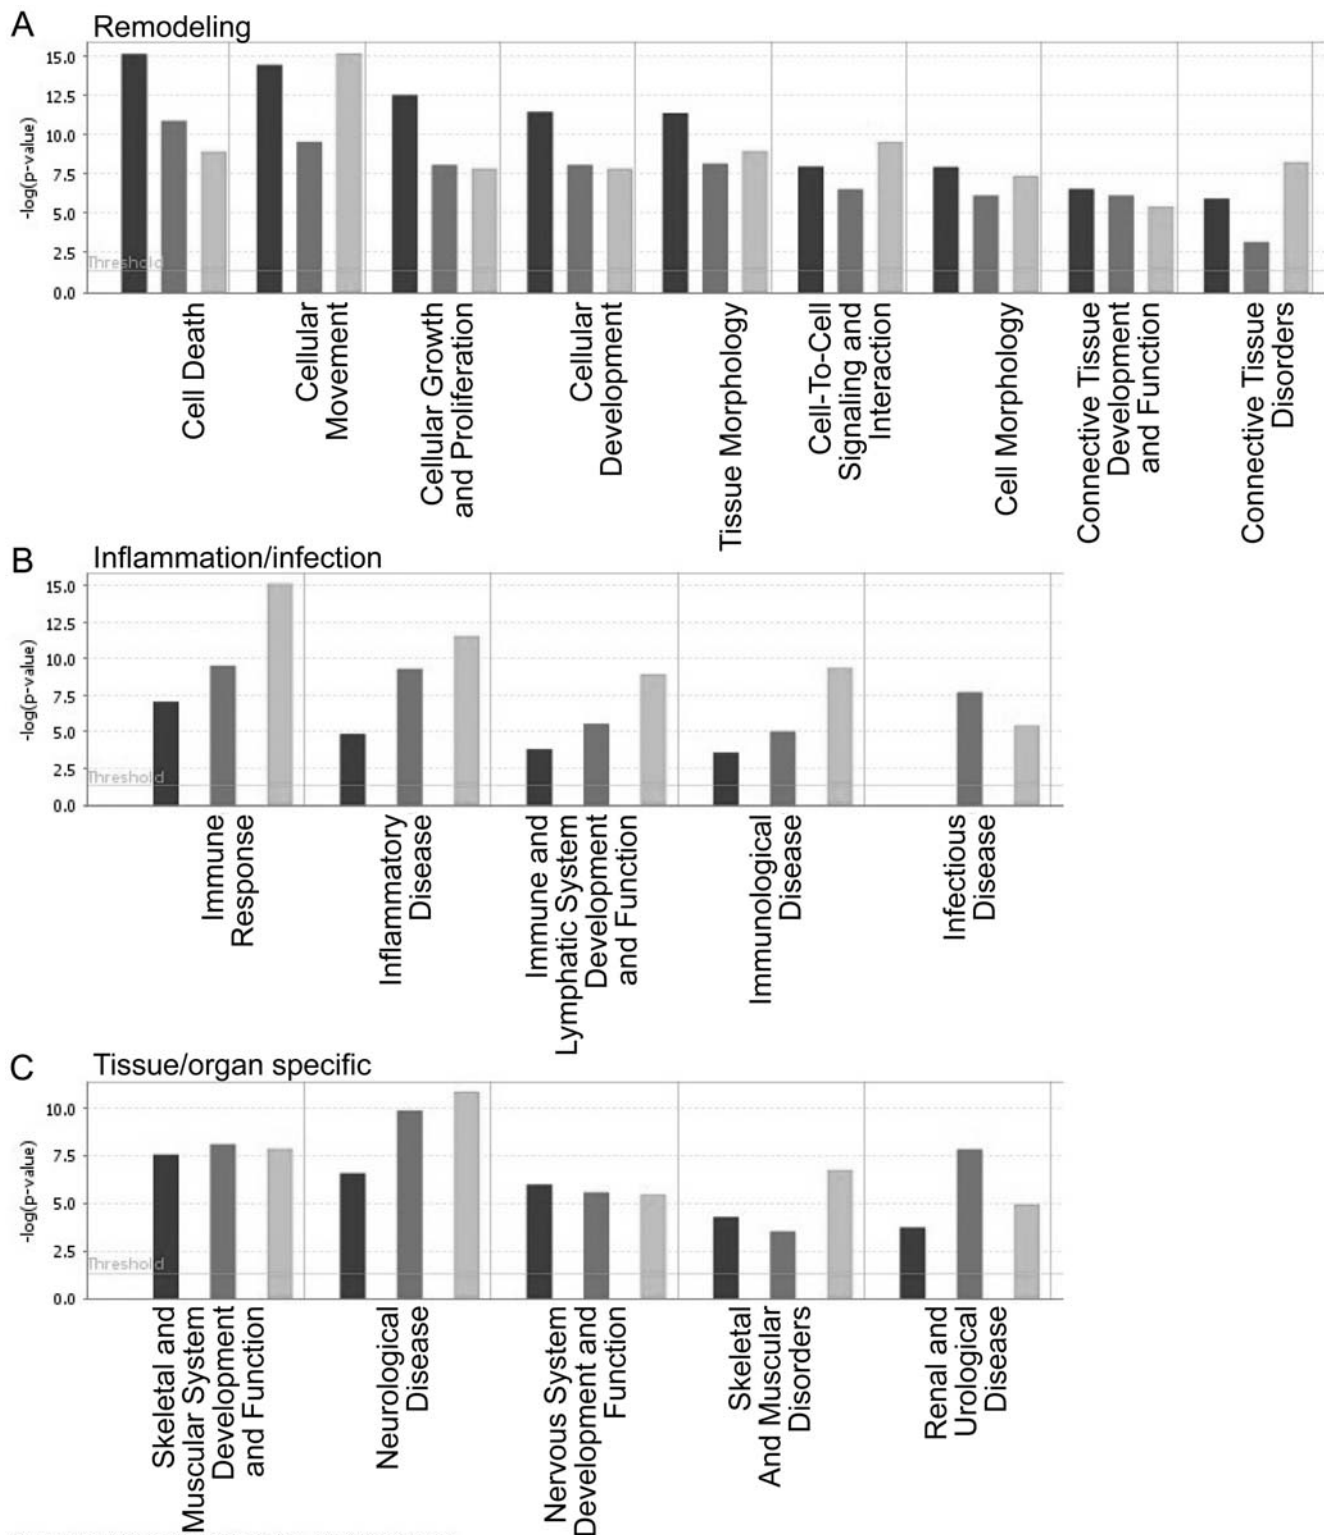 A Remodeling
15.0
12.5
10.0
7.5
5.0
2.5
0.0
-log(p-value)
Threshold
Cell Death
Cellular
Movement
Cellular Growth
and Proliferation
Cellular
Development
Tissue Morphology
Cell-To-Cell
Signaling and
Interaction
Cell Morphology
Connective Tissue
Development
and Function
Connective Tissue
Disorders
B Inflammation/infection
15.0
12.5
10.0
7.5
5.0
2.5
0.0
-log(p-value)
Threshold
Immune
Response
Inflammatory
Disease
Immune and
Lymphatic System
Development
and Function
Immunological
Disease
Infectious
Disease
C Tissue/organ specific
10.0
7.5
5.0
2.5
0.0
-log(p-value)
Threshold
Skeletal and
Muscular System
Development
and Function
Neurological
Disease
Nervous System
Development and
Function
Skeletal
And Muscular
Disorders
Renal and
Urological
Disease